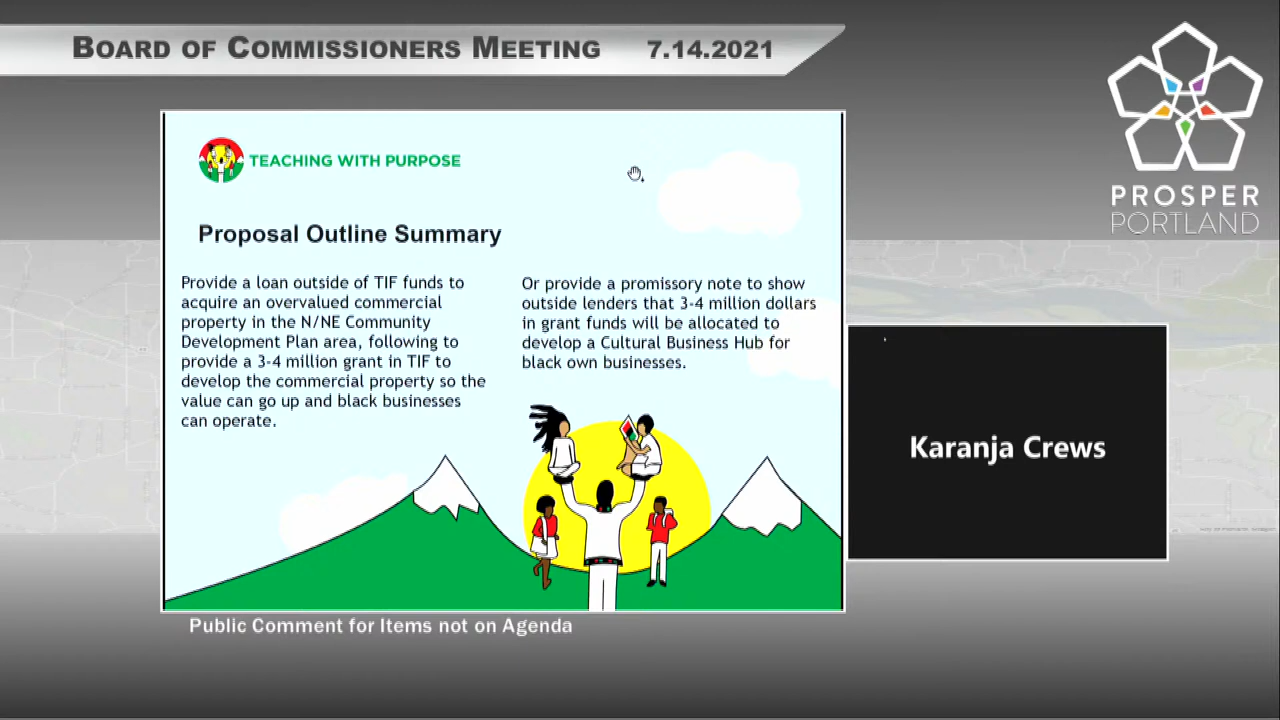 BOARD OF COMMISSIONERS MEETING 7.14.2021
PROSPER
PORTLAND
TEACHING WITH PURPOSE
Proposal Outline Summary
Provide a loan outside of TIF funds to
acquire an overvalued commercial
property in the N/NE Community
Development Plan area, following to
provide a 3-4 million grant in TIF to
develop the commercial property so the
value can go up and black businesses
can operate.
Or provide a promissory note to show
outside lenders that 3-4 million dollars
in grant funds will be allocated to
develop a Cultural Business Hub for
black own businesses.
Karanja Crews
Public Comment for Items not on Agenda